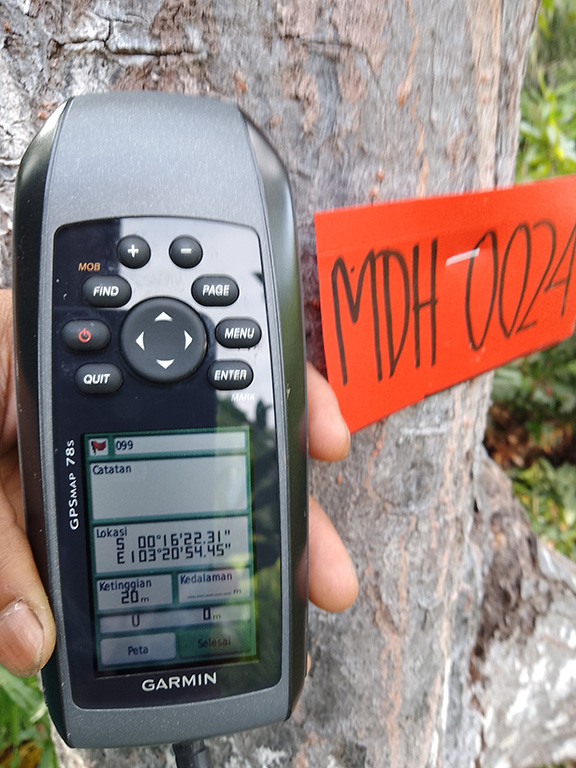 + -
MOB
FIND PAGE
MENU
QUIT ENTER
MARK
GPSMAP 78s
099
Catatan
Lokasi
S 00°16'22.31"
E103°20'54.45"
Ketinggian Kedalaman
20m ------m
0 0m
Peta Selesai
GARMIN
MDH-0024